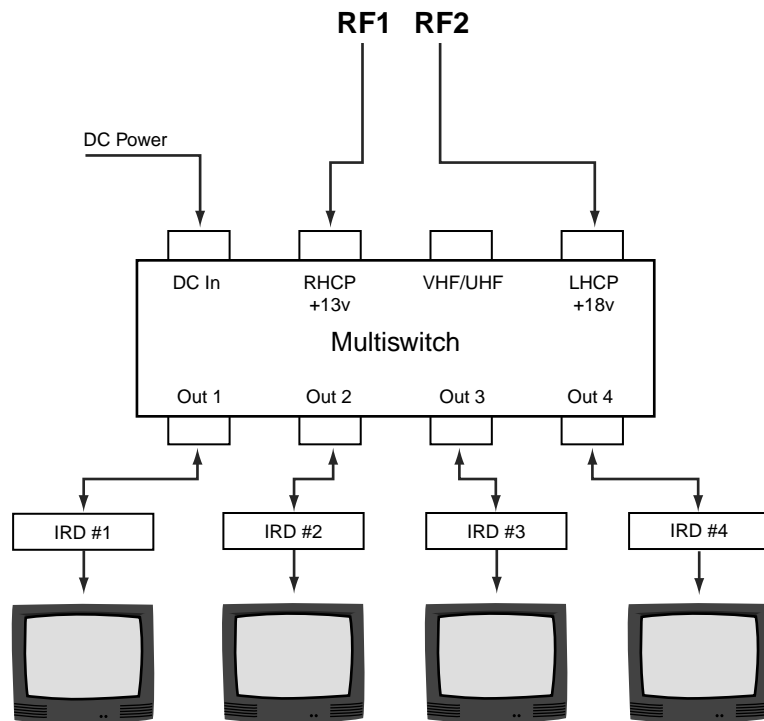 RF1 RF2
DC Power
DC In
RHCP
+13v
VHF/UHF
LHCP
+18v
Multiswitch
Out 1
Out 2
Out 3
Out 4
IRD #1
IRD #2
IRD #3
IRD #4